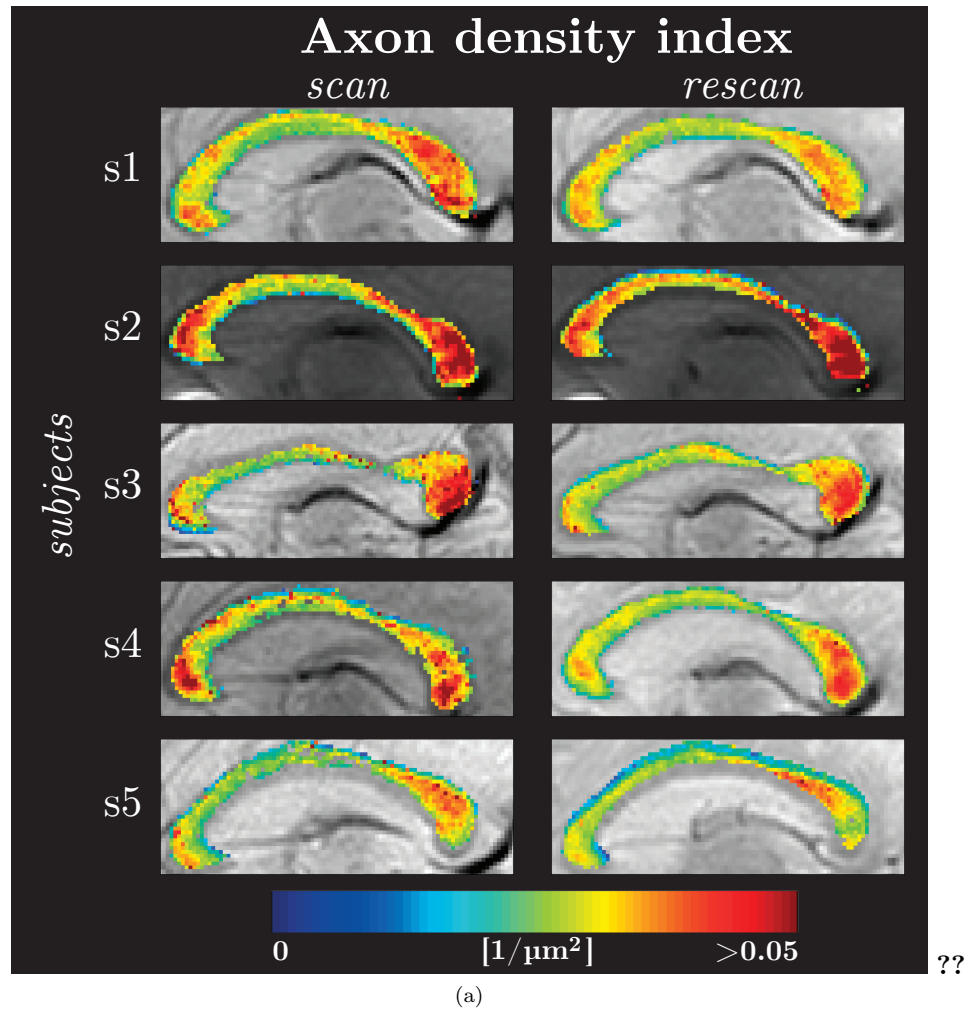 Axon density index
scan rescan
s1
s2
s3
s4
s5
subjects
0 [1/μm²] >0.05
??
(a)